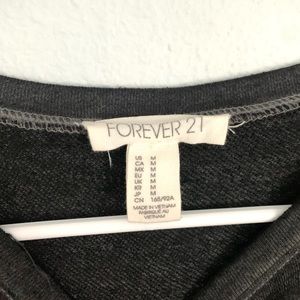 FOREVER 21
US M
CA M
MX M
EU M
UK M
KR M
JP M
CN 165/92A
MADE IN VIETNAM
FABRIQUÉ AU
VIETNAM